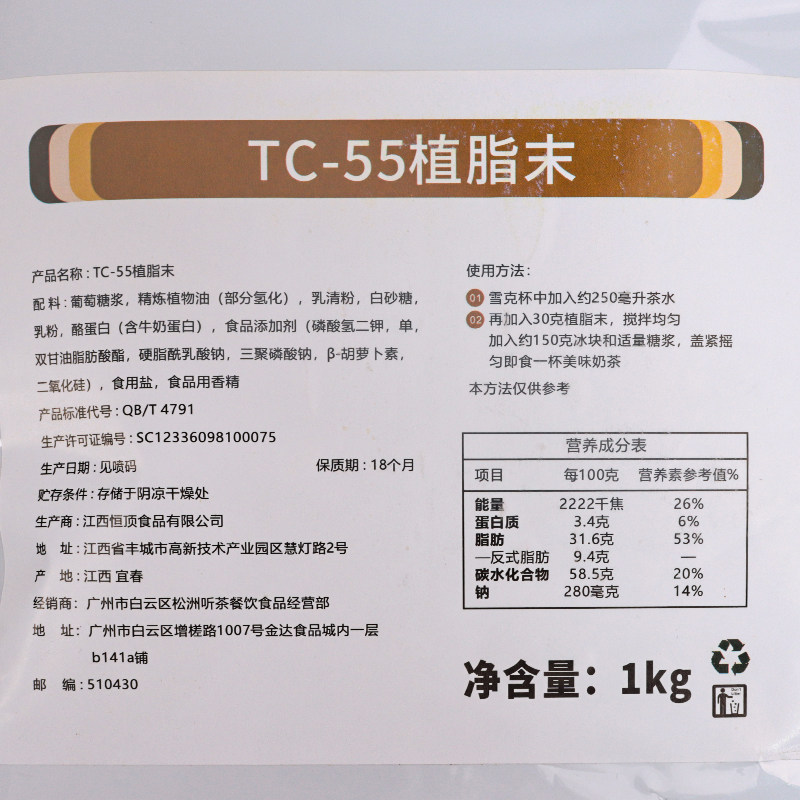 TC-55植脂末
产品名称：TC-55植脂末
配料：葡萄糖浆，精炼植物油（部分氢化），乳清粉，白砂糖，
乳粉，酪蛋白（含牛奶蛋白），食品添加剂（磷酸氢二钾，单，
双甘油脂肪酸酯，硬脂酰乳酸钠，三聚磷酸钠，β-胡萝卜素，
二氧化硅），食用盐，食品用香精
产品标准代号：QB/T 4791
生产许可证编号：SC12336098100075
生产日期：见喷码 保质期：18个月
贮存条件：存储于阴凉干燥处
生产商：江西恒顶食品有限公司
地 址：江西省丰城市高新技术产业园区慧灯路2号
产 地：江西 宜春
经销商：广州市白云区松洲听茶餐饮食品经营部
地 址：广州市白云区增槎路1007号金达食品城内一层
b141a铺
邮 编：510430
使用方法：
01 雪克杯中加入约250毫升茶水
02 再加入30克植脂末，搅拌均匀
加入约150克冰块和适量糖浆，盖紧摇
匀即食一杯美味奶茶
本方法仅供参考
营养成分表
项目 每100克 营养素参考值%
能量 2222千焦 26%
蛋白质 3.4克 6%
脂肪 31.6克 53%
—反式脂肪 9.4克 —
碳水化合物 58.5克 20%
钠 280毫克 14%
净含量：1kg